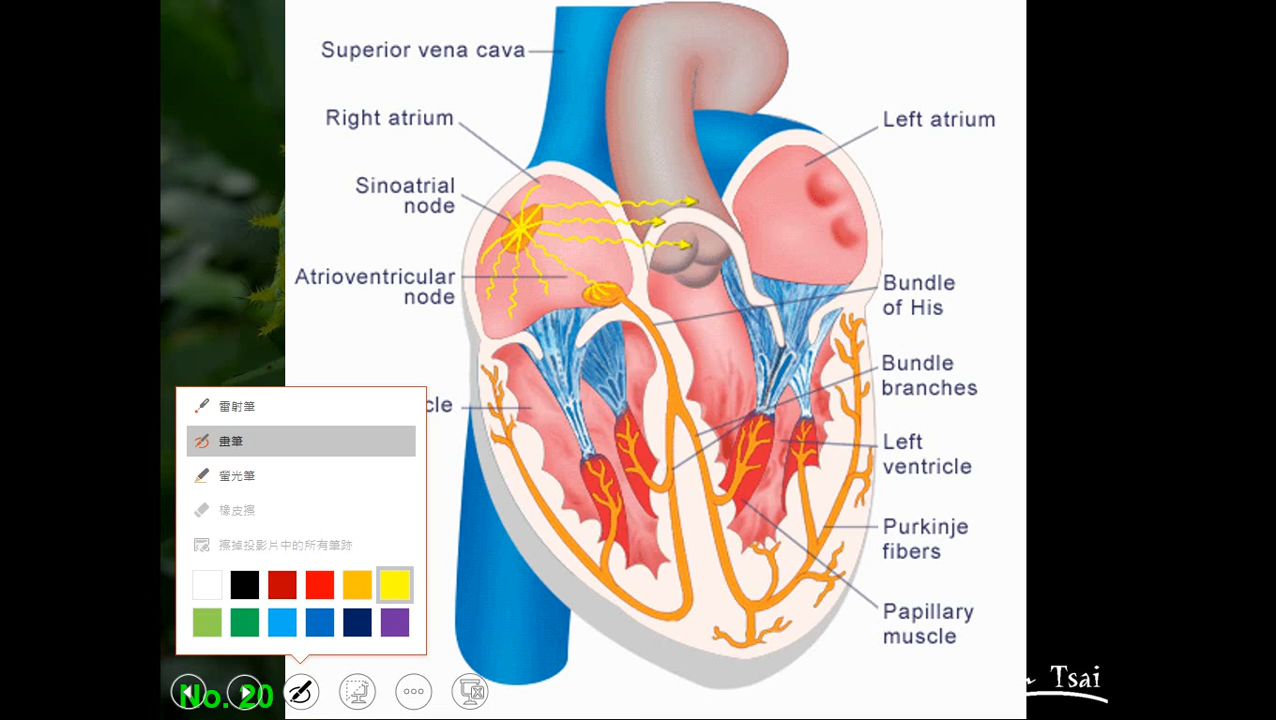 Superior vena cava
Right atrium
Left atrium
Sinoatrial
node
Atrioventricular
node
Bundle
of His
Bundle
branches
cle
Left
ventricle
Purkinje
fibers
Papillary
muscle
雷射筆
畫筆
螢光筆
橡皮擦
擦掉投影片中的所有筆跡
No. 20
Tsai